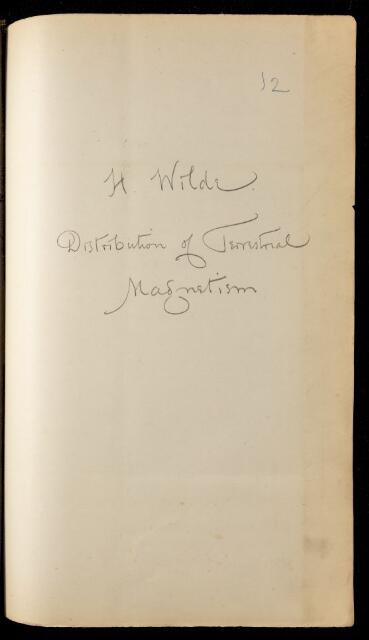 12
H. Wilde.
Distribution of Terrestrial
Magnetism